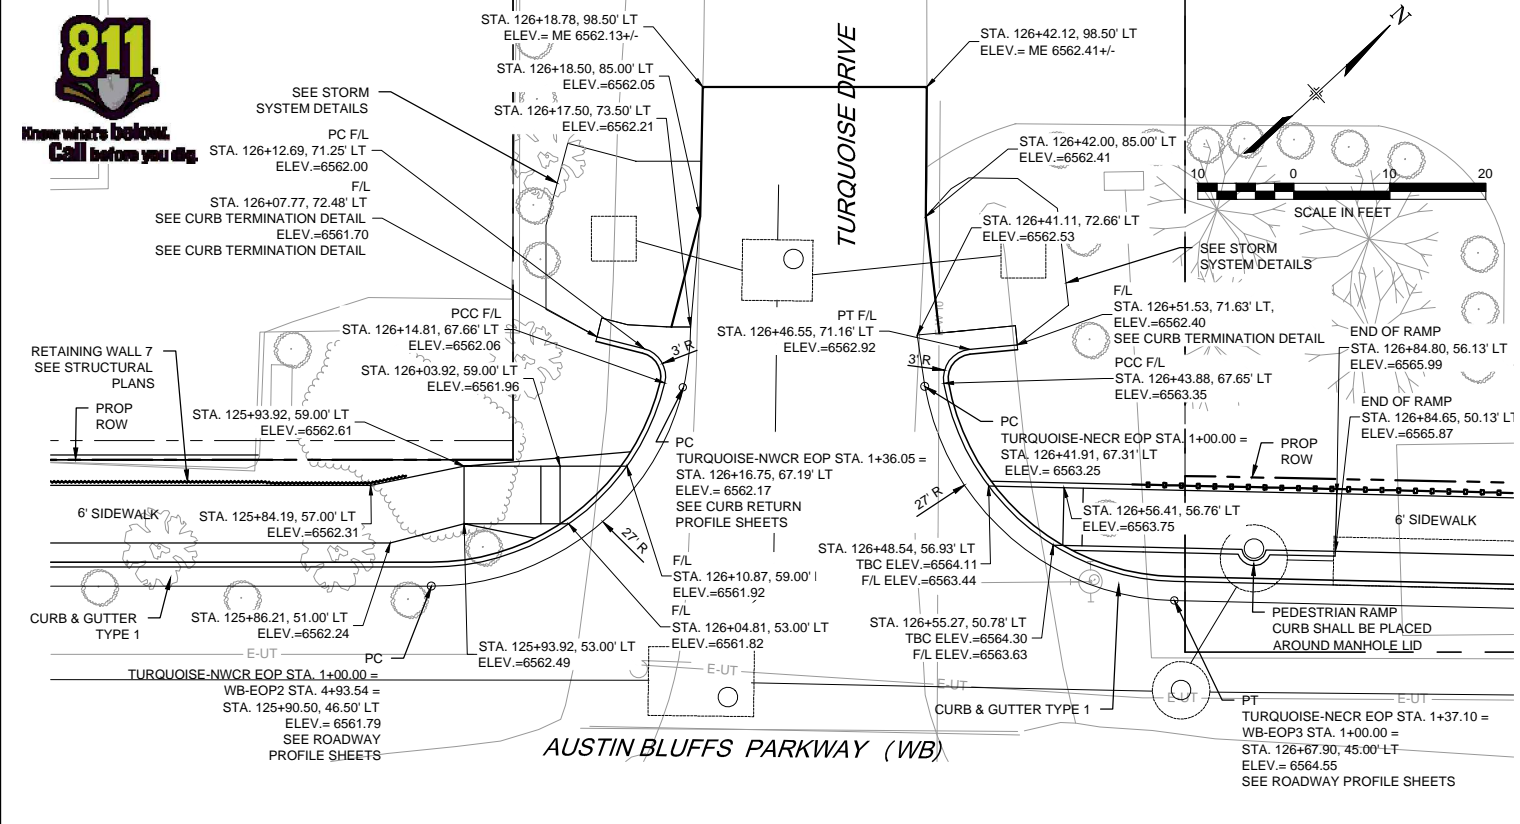 811
Know what's below.
Call before you dig.
STA. 126+18.78, 98.50' LT
ELEV.= ME 6562.13+/-
STA. 126+18.50, 85.00' LT
ELEV.=6562.05
STA. 126+17.50, 73.50' LT
ELEV.=6562.21
SEE STORM
SYSTEM DETAILS
PC F/L
STA. 126+12.69, 71.25' LT
ELEV.=6562.00
F/L
STA. 126+07.77, 72.48' LT
SEE CURB TERMINATION DETAIL
ELEV.=6561.70
SEE CURB TERMINATION DETAIL
TURQUOISE DRIVE
STA. 126+42.12, 98.50' LT
ELEV.= ME 6562.41+/-
N
STA. 126+42.00, 85.00' LT
ELEV.=6562.41
10 0 10 20
SCALE IN FEET
STA. 126+41.11, 72.66' LT
ELEV.=6562.53
SEE STORM
SYSTEM DETAILS
F/L
STA. 126+51.53, 71.63' LT,
ELEV.=6562.40
SEE CURB TERMINATION DETAIL
PCC F/L
STA. 126+14.81, 67.66' LT
ELEV.=6562.06
PT F/L
STA. 126+46.55, 71.16' LT
ELEV.=6562.92
3' R
3' R
PCC F/L
STA. 126+43.88, 67.65' LT
ELEV.=6563.35
END OF RAMP
STA. 126+84.80, 56.13' LT
ELEV.=6565.99
END OF RAMP
STA. 126+84.65, 50.13' LT
ELEV.=6565.87
RETAINING WALL 7
SEE STRUCTURAL
PLANS
STA. 126+03.92, 59.00' LT
ELEV.=6561.96
PROP
ROW
STA. 125+93.92, 59.00' LT
ELEV.=6562.61
PC
TURQUOISE-NWCR EOP STA. 1+36.05 =
STA. 126+16.75, 67.19' LT
ELEV.= 6562.17
SEE CURB RETURN
PROFILE SHEETS
PC
TURQUOISE-NECR EOP STA. 1+00.00 =
STA. 126+41.91, 67.31' LT
ELEV.= 6563.25
PROP
ROW
6' SIDEWALK
STA. 125+84.19, 57.00' LT
ELEV.=6562.31
27' R
27' R
STA. 126+56.41, 56.76' LT
ELEV.=6563.75
6' SIDEWALK
STA. 126+48.54, 56.93' LT
TBC ELEV.=6564.11
F/L ELEV.=6563.44
F/L
STA. 126+10.87, 59.00'
ELEV.=6561.92
F/L
STA. 126+04.81, 53.00' LT
ELEV.=6561.82
CURB & GUTTER
TYPE 1
STA. 125+86.21, 51.00' LT
ELEV.=6562.24
STA. 125+93.92, 53.00' LT
ELEV.=6562.49
STA. 126+55.27, 50.78' LT
TBC ELEV.=6564.30
F/L ELEV.=6563.63
PEDESTRIAN RAMP
CURB SHALL BE PLACED
AROUND MANHOLE LID
E-UT
E-UT
E-UT
E-UT
E-UT
PC
TURQUOISE-NWCR EOP STA. 1+00.00 =
WB-EOP2 STA. 4+93.54 =
STA. 125+90.50, 46.50' LT
ELEV.= 6561.79
SEE ROADWAY
PROFILE SHEETS
CURB & GUTTER TYPE 1
PT
TURQUOISE-NECR EOP STA. 1+37.10 =
WB-EOP3 STA. 1+00.00 =
STA. 126+67.90, 45.00' LT
ELEV.= 6564.55
SEE ROADWAY PROFILE SHEETS
AUSTIN BLUFFS PARKWAY (WB)